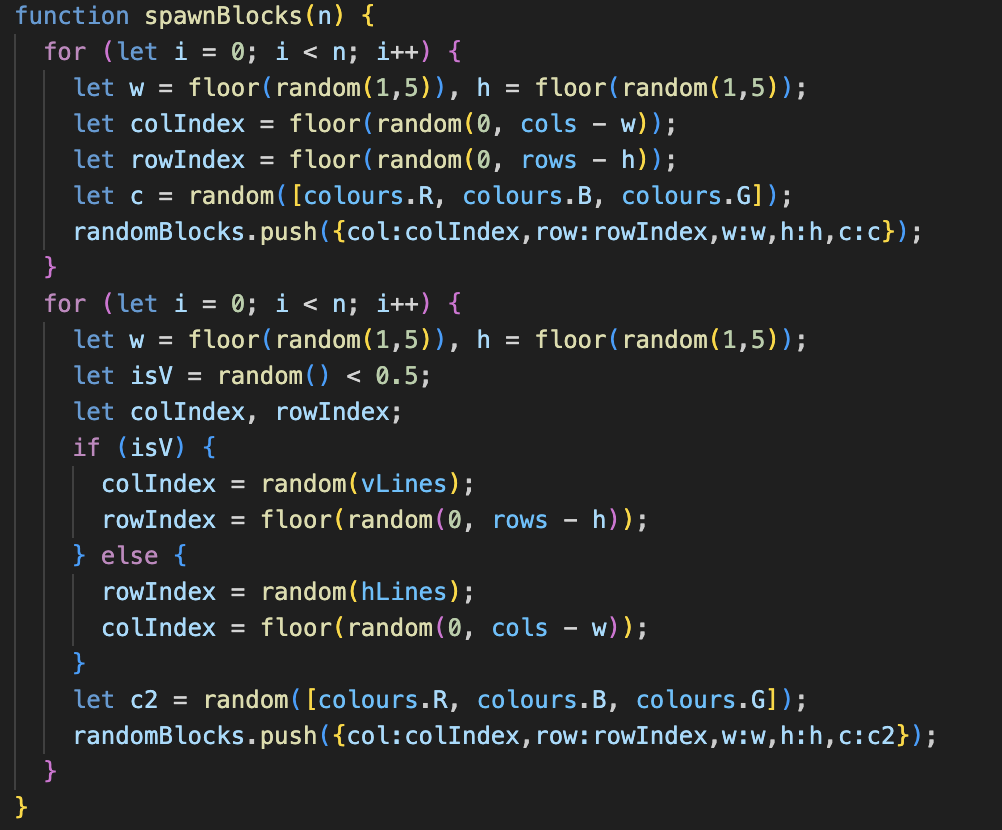 function spawnBlocks(n) {
  for (let i = 0; i < n; i++) {
    let w = floor(random(1,5)), h = floor(random(1,5));
    let colIndex = floor(random(0, cols - w));
    let rowIndex = floor(random(0, rows - h));
    let c = random([colours.R, colours.B, colours.G]);
    randomBlocks.push({col:colIndex,row:rowIndex,w:w,h:h,c:c});
  }
  for (let i = 0; i < n; i++) {
    let w = floor(random(1,5)), h = floor(random(1,5));
    let isV = random() < 0.5;
    let colIndex, rowIndex;
    if (isV) {
      colIndex = random(vLines);
      rowIndex = floor(random(0, rows - h));
    } else {
      rowIndex = random(hLines);
      colIndex = floor(random(0, cols - w));
    }
    let c2 = random([colours.R, colours.B, colours.G]);
    randomBlocks.push({col:colIndex,row:rowIndex,w:w,h:h,c:c2});
  }
}